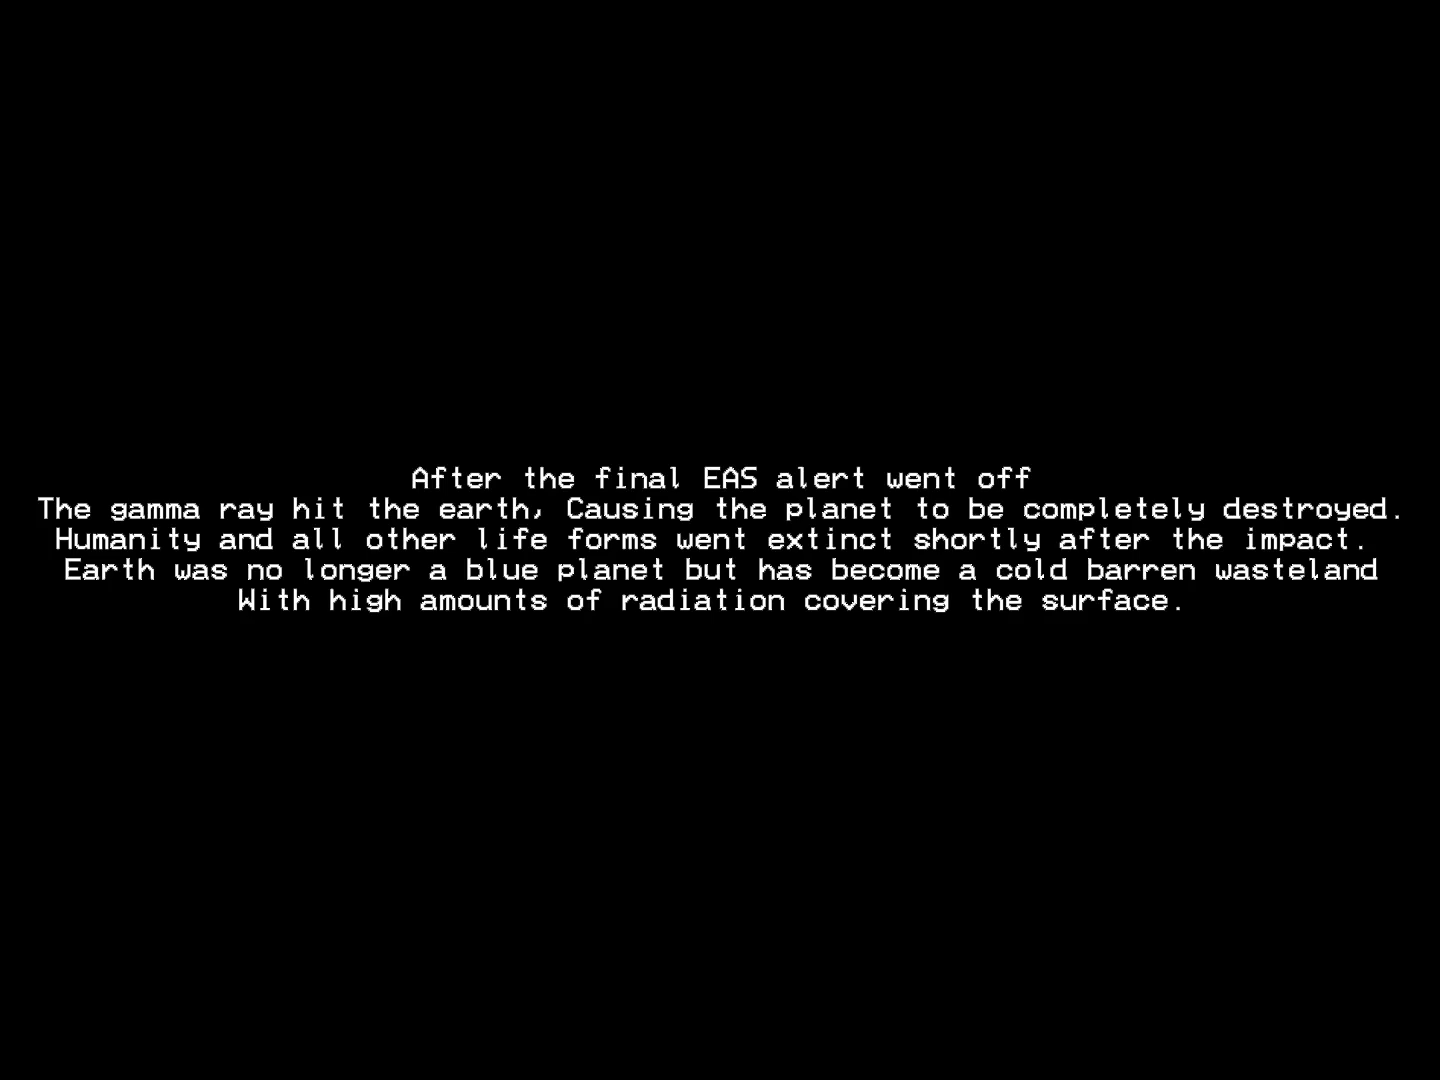 After the final EAS alert went off
The gamma ray hit the earth, Causing the planet to be completely destroyed.
Humanity and all other life forms went extinct shortly after the impact.
Earth was no longer a blue planet but has become a cold barren wasteland
With high amounts of radiation covering the surface.